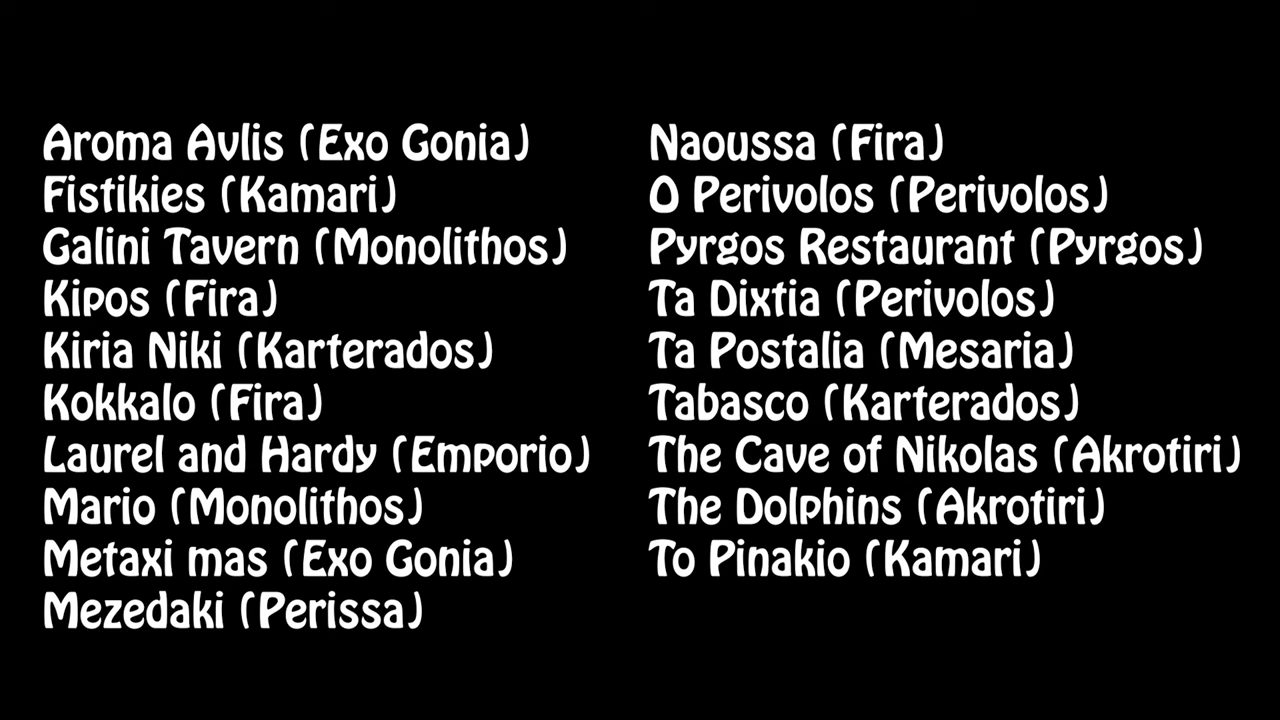 Aroma Avlis (Exo Gonia)
Fistikies (Kamari)
Galini Tavern (Monolithos)
Kipos (Fira)
Kiria Niki (Karterados)
Kokkalo (Fira)
Laurel and Hardy (Emporio)
Mario (Monolithos)
Metaxi mas (Exo Gonia)
Mezedaki (Perissa)
Naoussa (Fira)
O Perivolos (Perivolos)
Pyrgos Restaurant (Pyrgos)
Ta Dixtia (Perivolos)
Ta Postalia (Mesaria)
Tabasco (Karterados)
The Cave of Nikolas (Akrotiri)
The Dolphins (Akrotiri)
To Pinakio (Kamari)